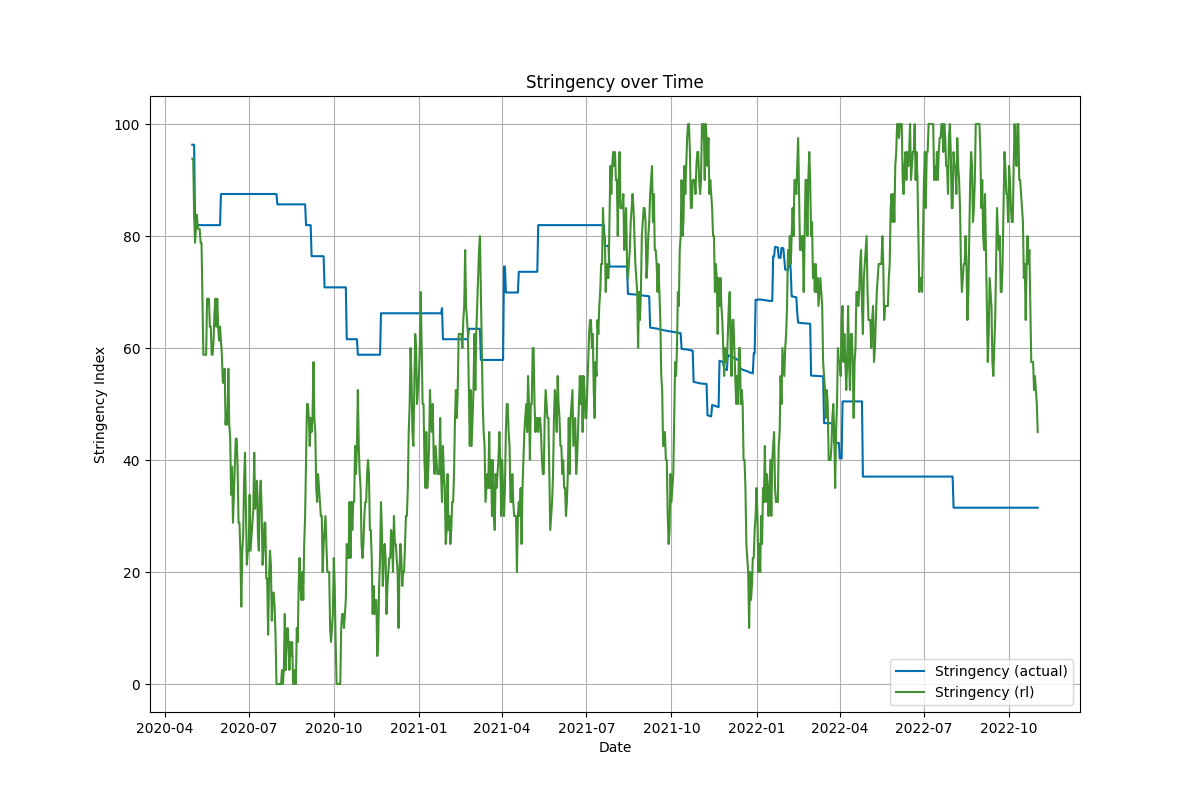 Stringency over Time
Stringency Index
100
80
60
40
20
0
2020-04 2020-07 2020-10 2021-01 2021-04 2021-07 2021-10 2022-01 2022-04 2022-07 2022-10
Date
Stringency (actual)
Stringency (rl)